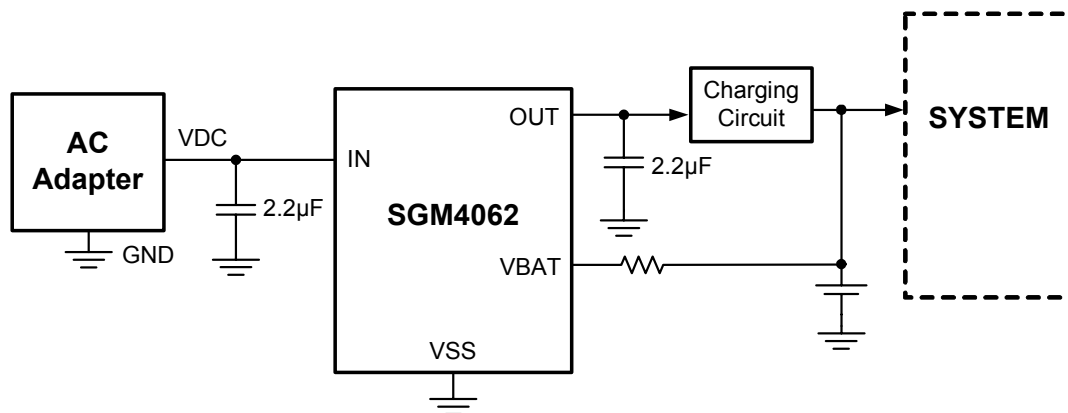 AC
Adapter
VDC
GND
2.2µF
IN
OUT
SGM4062
VBAT
VSS
2.2µF
Charging
Circuit
SYSTEM